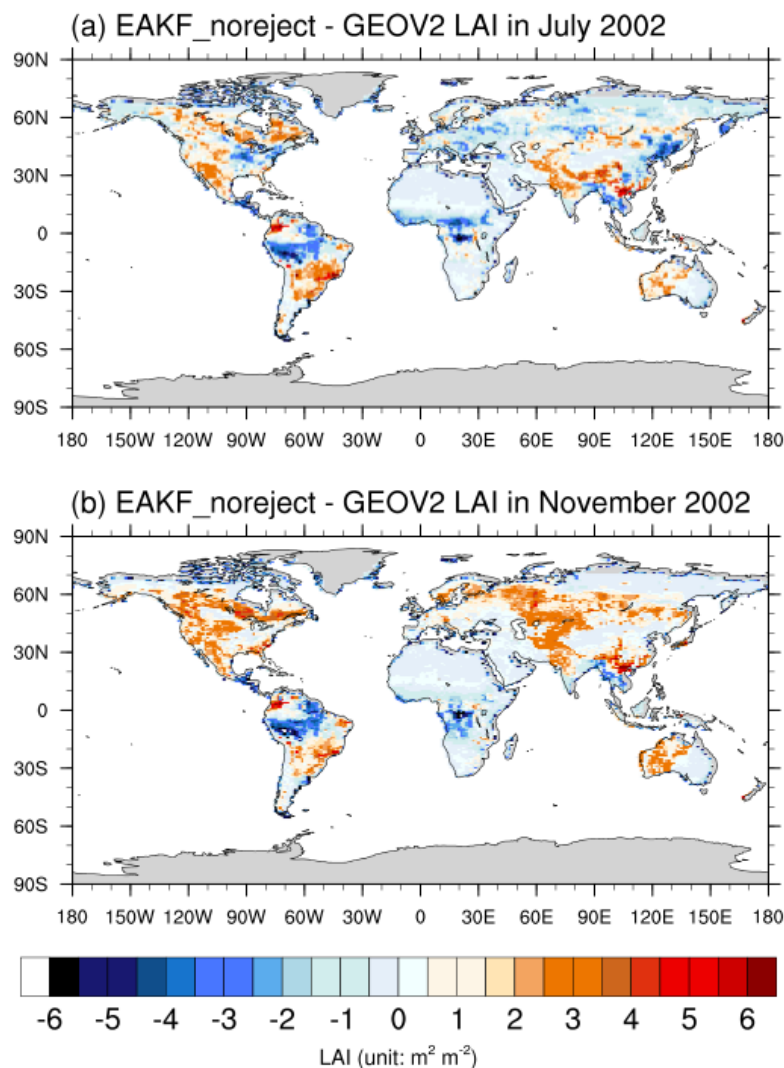 (a) EAKF_noreject - GEOV2 LAI in July 2002
90N
60N
30N
0
30S
60S
90S
180 150W 120W 90W 60W 30W 0 30E 60E 90E 120E 150E 180
(b) EAKF_noreject - GEOV2 LAI in November 2002
90N
60N
30N
0
30S
60S
90S
180 150W 120W 90W 60W 30W 0 30E 60E 90E 120E 150E 180
-6 -5 -4 -3 -2 -1 0 1 2 3 4 5 6
LAI (unit: m² m⁻²)